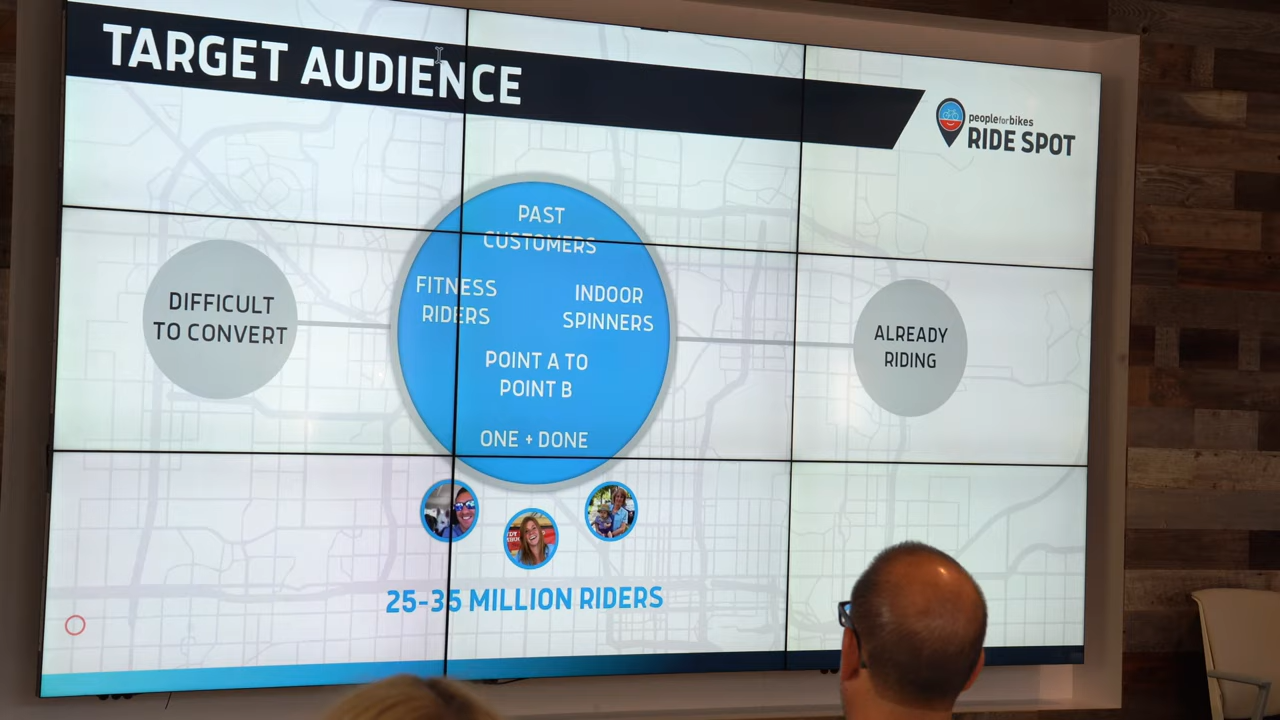 TARGET AUDIENCE
peopleforbikes
RIDE SPOT
PAST
CUSTOMERS
FITNESS
RIDERS
INDOOR
SPINNERS
POINT A TO
POINT B
ONE + DONE
DIFFICULT
TO CONVERT
ALREADY
RIDING
25-35 MILLION RIDERS